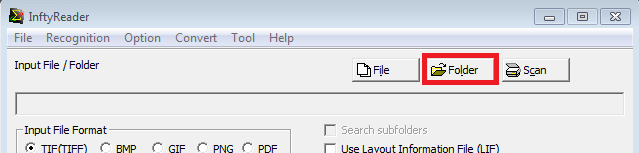 InftyReader
File Recognition Option Convert Tool Help
Input File / Folder File Folder Scan
Input File Format Search subfolders
TIF(TIFF) BMP GIF PNG PDF Use Layout Information File (LIF)